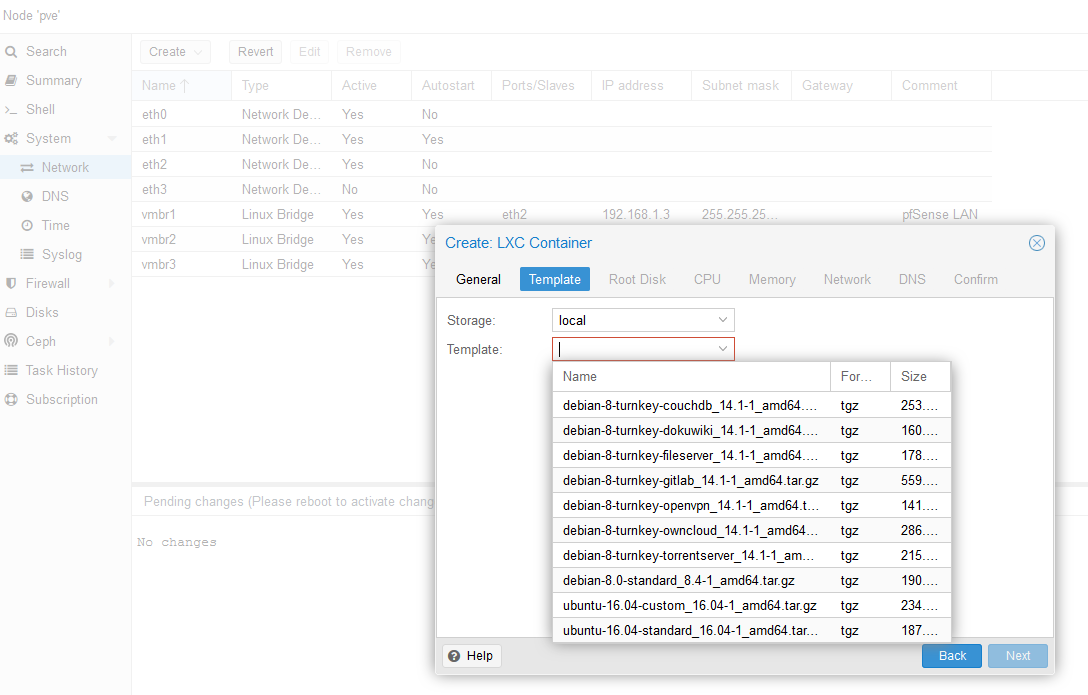 Node 'pve'
Search
Summary
Shell
System
Network
DNS
Time
Syslog
Firewall
Disks
Ceph
Task History
Subscription
Create Revert Edit Remove
Name Type Active Autostart Ports/Slaves IP address Subnet mask Gateway Comment
eth0 Network De... Yes No
eth1 Network De... Yes Yes
eth2 Network De... Yes No
eth3 Network De... No No
vmbr1 Linux Bridge Yes Yes eth2 192.168.1.3 255.255.25... pfSense LAN
vmbr2 Linux Bridge Yes Ye
vmbr3 Linux Bridge Yes Ye
Pending changes (Please reboot to activate chang
No changes
Create: LXC Container
General Template Root Disk CPU Memory Network DNS Confirm
Storage: local
Template:
Name For... Size
debian-8-turnkey-couchdb_14.1-1_amd64.... tgz 253....
debian-8-turnkey-dokuwiki_14.1-1_amd64.... tgz 160....
debian-8-turnkey-fileserver_14.1-1_amd64.... tgz 178....
debian-8-turnkey-gitlab_14.1-1_amd64.tar.gz tgz 559....
debian-8-turnkey-openvpn_14.1-1_amd64.t... tgz 141....
debian-8-turnkey-owncloud_14.1-1_amd64.... tgz 286....
debian-8-turnkey-torrentserver_14.1-1_am... tgz 215....
debian-8.0-standard_8.4-1_amd64.tar.gz tgz 190....
ubuntu-16.04-custom_16.04-1_amd64.tar.gz tgz 234....
ubuntu-16.04-standard_16.04-1_amd64.tar... tgz 187....
Help Back Next